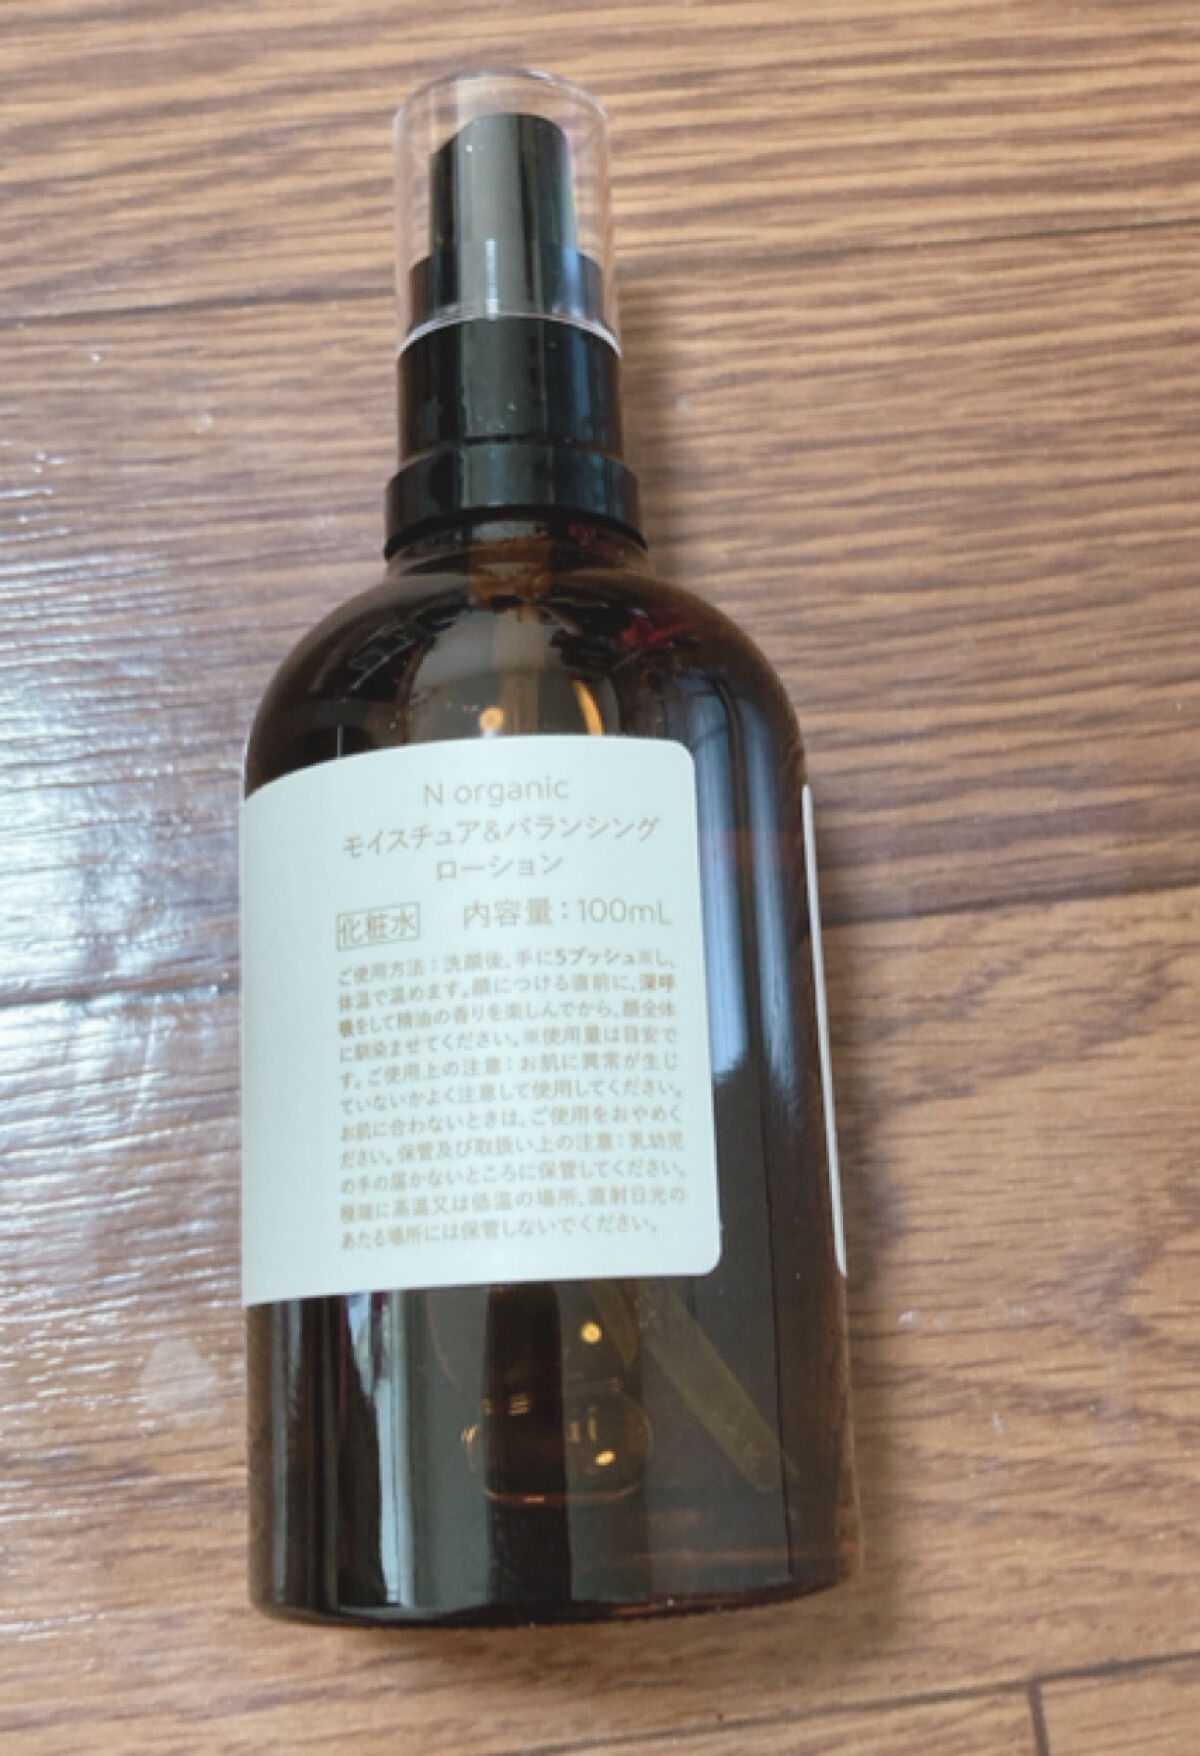 N organic
モイスチュア&バランシング
ローション
化粧水 内容量：100mL
ご使用方法：洗顔後、手に5プッシュ※し、
体温で温めます。顔につける直前に、深呼
吸をして精油の香りを楽しんでから、顔全体
に馴染ませてください。※使用量は目安で
す。ご使用上の注意：お肌に異常が生じ
ていないかよく注意して使用してください。
お肌に合わないときは、ご使用をおやめく
ださい。保管及び取扱い上の注意：乳幼児
の手の届かないところに保管してください。
極端に高温又は低温の場所、直射日光の
あたる場所には保管しないでください。